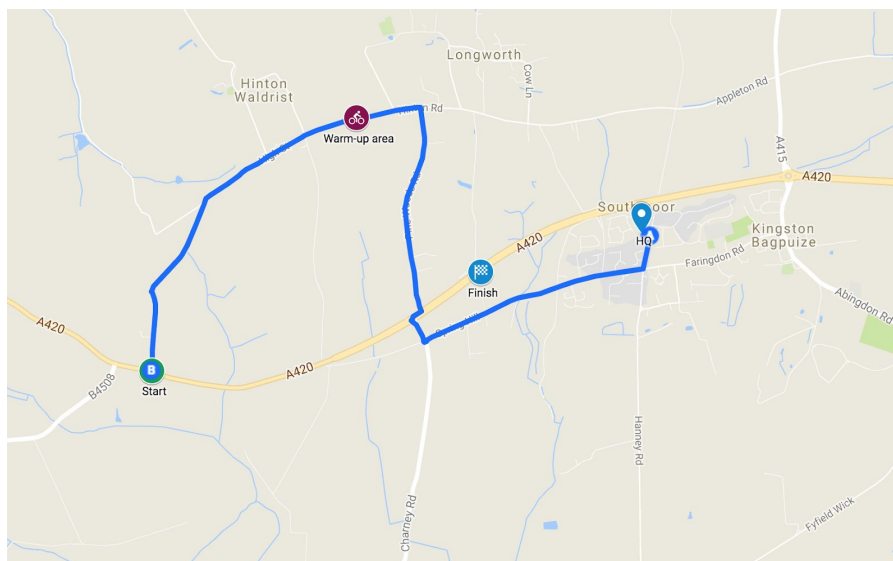 Longworth
Cow Ln
Hinton
Waldrist
Appleton Rd
Warm-up area
A415
A420
Southmoor
HQ
Kingston
Bagpuize
Faringdon Rd
A420
Finish
Abingdon Rd
A420
A420
B
Start
B4508
Hanney Rd
Charney Rd
Fyfield Wick